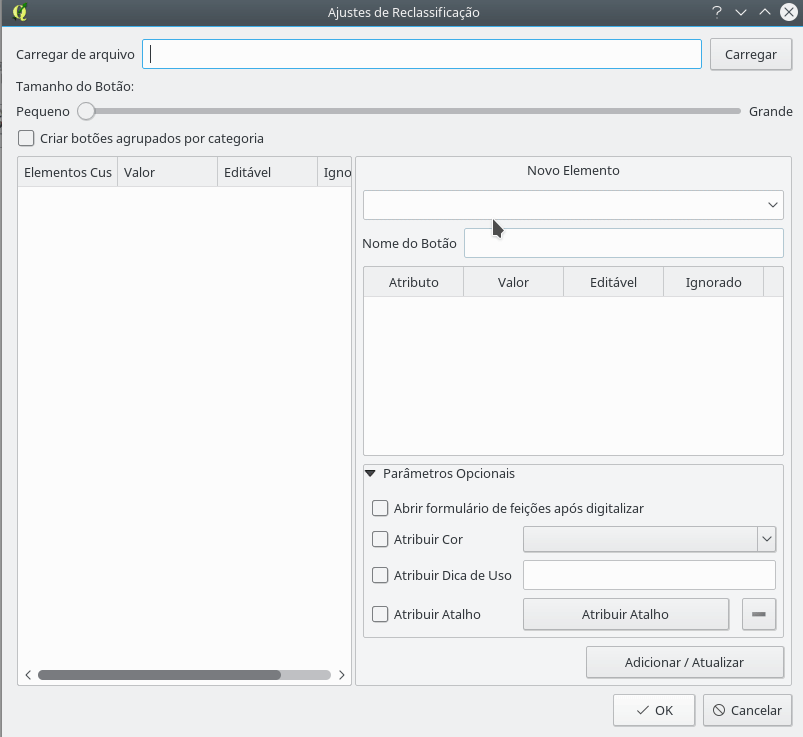 Ajustes de Reclassificação
Carregar de arquivo
Carregar
Tamanho do Botão:
Pequeno
Grande
Criar botões agrupados por categoria
Elementos Cus Valor Editável Igno
Novo Elemento
Nome do Botão
Atributo Valor Editável Ignorado
Parâmetros Opcionais
Abrir formulário de feições após digitalizar
Atribuir Cor
Atribuir Dica de Uso
Atribuir Atalho Atribuir Atalho
Adicionar / Atualizar
OK Cancelar